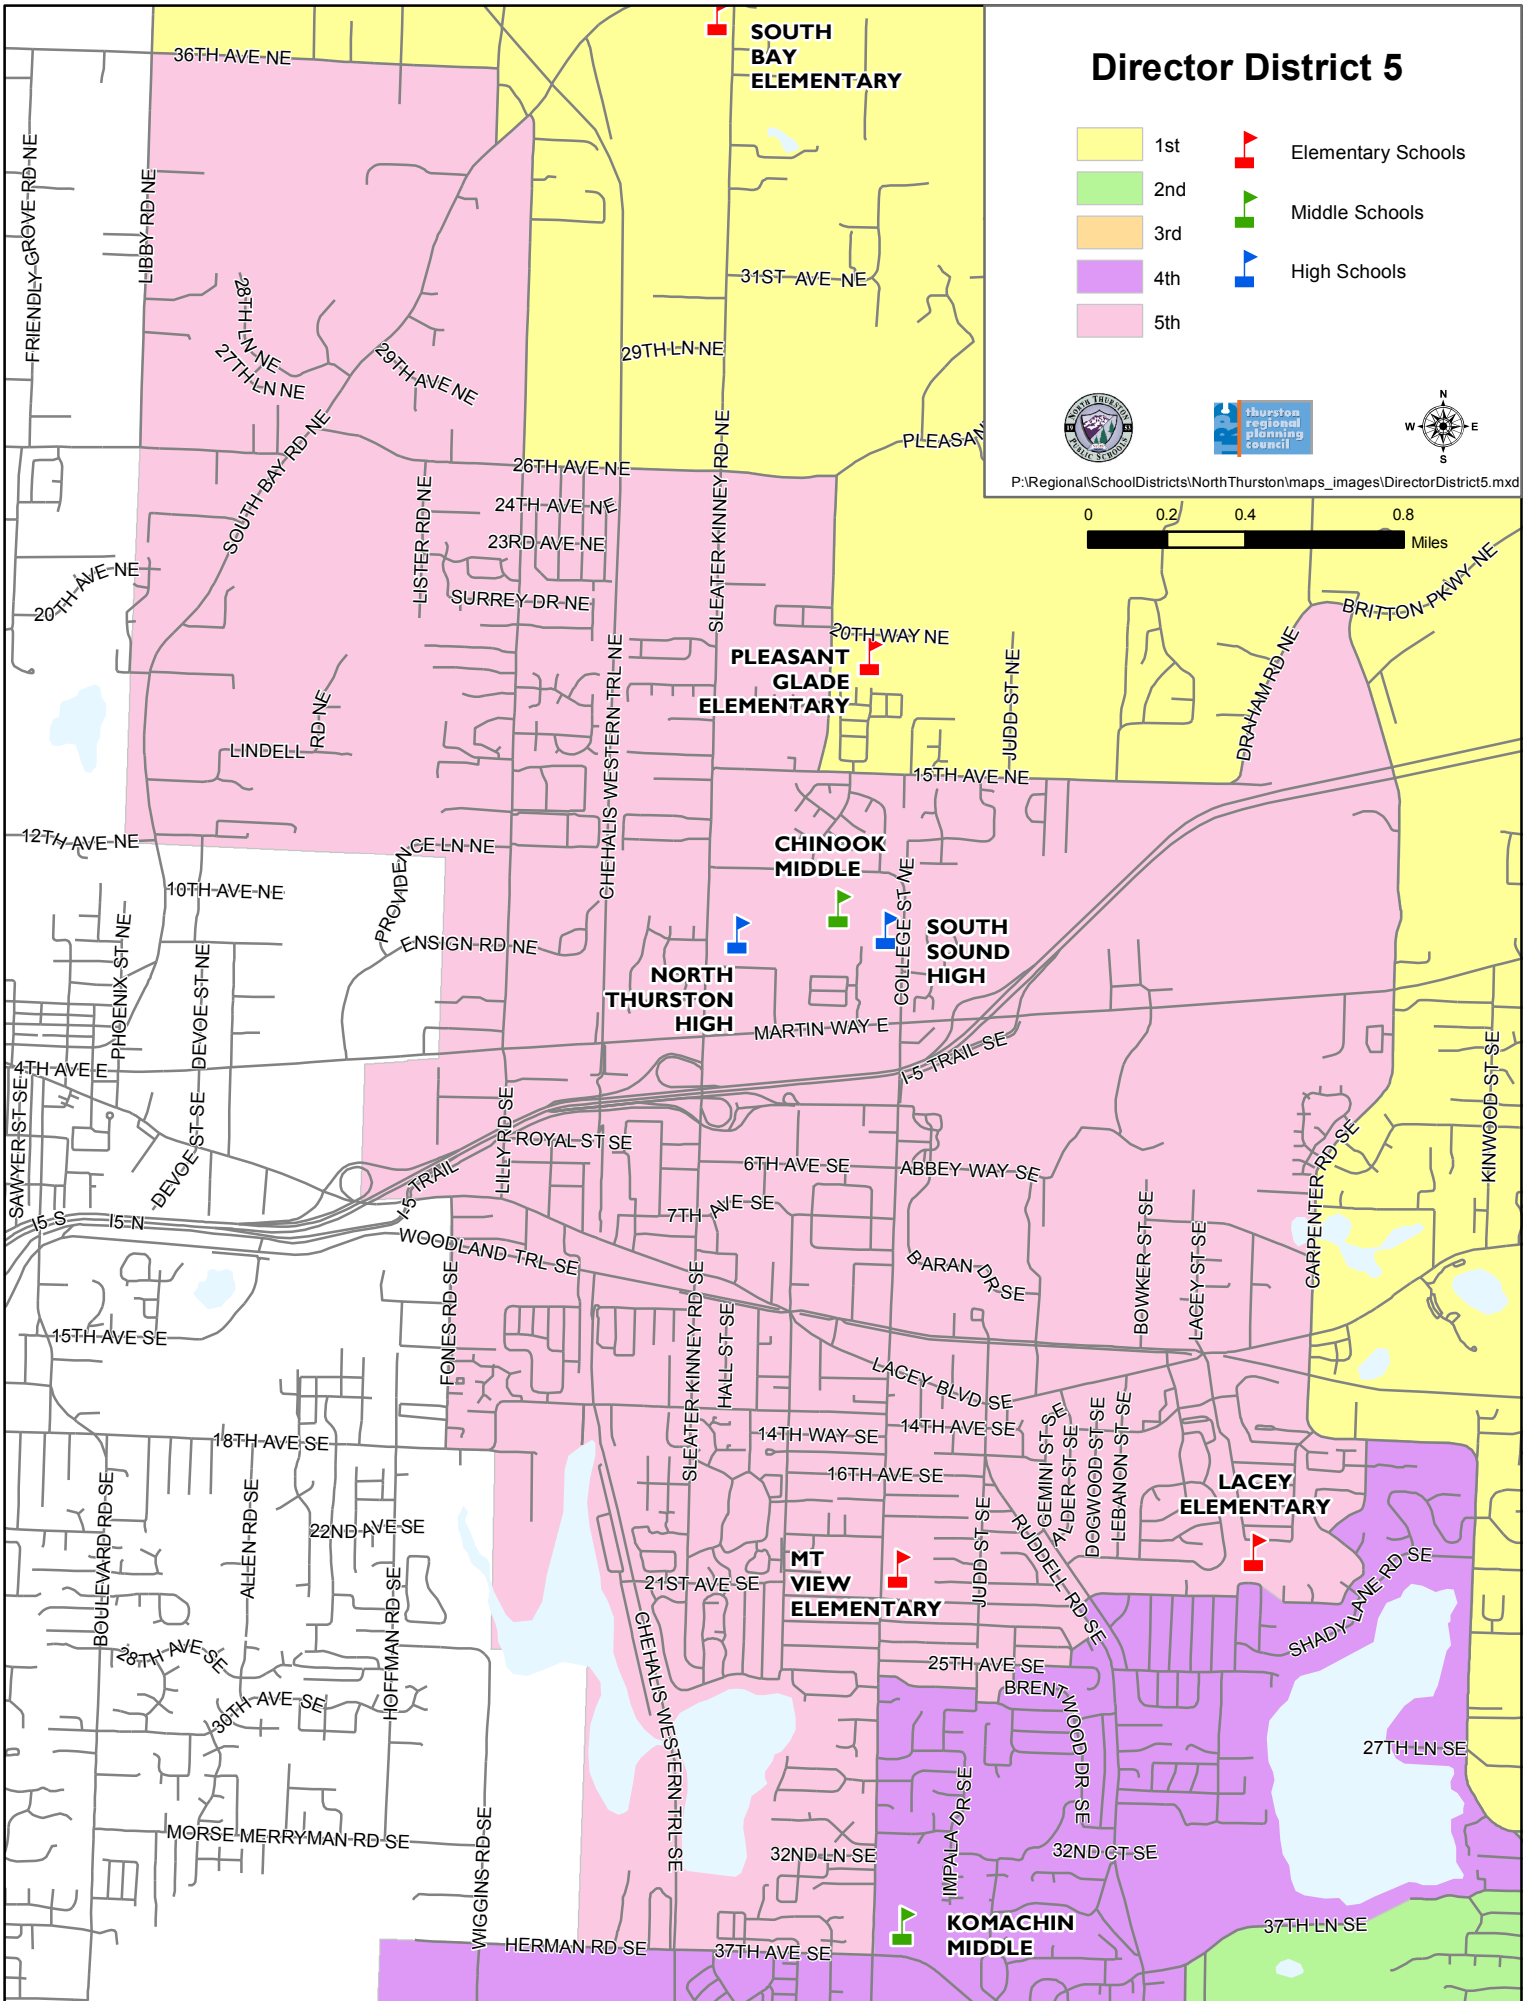 Director District 5
1st
2nd
3rd
4th
5th
Elementary Schools
Middle Schools
High Schools
NORTH THURSTON
PUBLIC SCHOOLS
TRPC
thurston
regional
planning
council
N
W
E
S
P:\Regional\SchoolDistricts\NorthThurston\maps_images\DirectorDistrict5.mxd
0 0.2 0.4 0.8
Miles
SOUTH
BAY
ELEMENTARY
36TH AVE NE
FRIENDLY GROVE RD NE
LIBBY RD NE
28TH LN NE
27TH LN NE
29TH AVE NE
31ST AVE NE
29TH LN NE
SLEATER KINNEY RD NE
PLEASAN
SOUTH BAY RD NE
26TH AVE NE
24TH AVE NE
23RD AVE NE
LISTER RD NE
SURREY DR NE
20TH AVE NE
BRITTON PKWY NE
20TH WAY NE
PLEASANT
GLADE
ELEMENTARY
JUDD ST NE
DRAHAM RD NE
CHEHALIS WESTERN TRL NE
LINDELL RD NE
15TH AVE NE
12TH AVE NE
PROVIDENCE LN NE
CHINOOK
MIDDLE
10TH AVE NE
ENSIGN RD NE
COLLEGE ST NE
SOUTH
SOUND
HIGH
NORTH
THURSTON
HIGH
PHOENIX ST NE
DEVOE ST NE
MARTIN WAY E
4TH AVE E
I-5 TRAIL SE
SAWYER ST SE
DEVOE ST SE
LILLY RD SE
ROYAL ST SE
6TH AVE SE
ABBEY WAY SE
CARPENTER RD SE
KINWOOD ST SE
I-5 TRAIL
I5 S
I5 N
7TH AVE SE
WOODLAND TRL SE
BARAN DR SE
BOWKER ST SE
LACEY ST SE
15TH AVE SE
FONES RD SE
SLEATER KINNEY RD SE
HALL ST SE
LACEY BLVD SE
14TH WAY SE
14TH AVE SE
18TH AVE SE
16TH AVE SE
GEMINI ST SE
ALDER ST SE
DOGWOOD ST SE
LEBANON ST SE
LACEY
ELEMENTARY
BOULEVARD RD SE
ALLEN RD SE
22ND AVE SE
HOFFMAN RD SE
JUDD ST SE
RUDDELL RD SE
MT
VIEW
ELEMENTARY
21ST AVE SE
SHADY LANE RD SE
28TH AVE SE
30TH AVE SE
CHEHALIS WESTERN TRL SE
25TH AVE SE
BRENTWOOD DR SE
27TH LN SE
MORSE MERRYMAN RD SE
WIGGINS RD SE
32ND LN SE
IMPALA DR SE
32ND CT SE
KOMACHIN
MIDDLE
37TH LN SE
HERMAN RD SE
37TH AVE SE